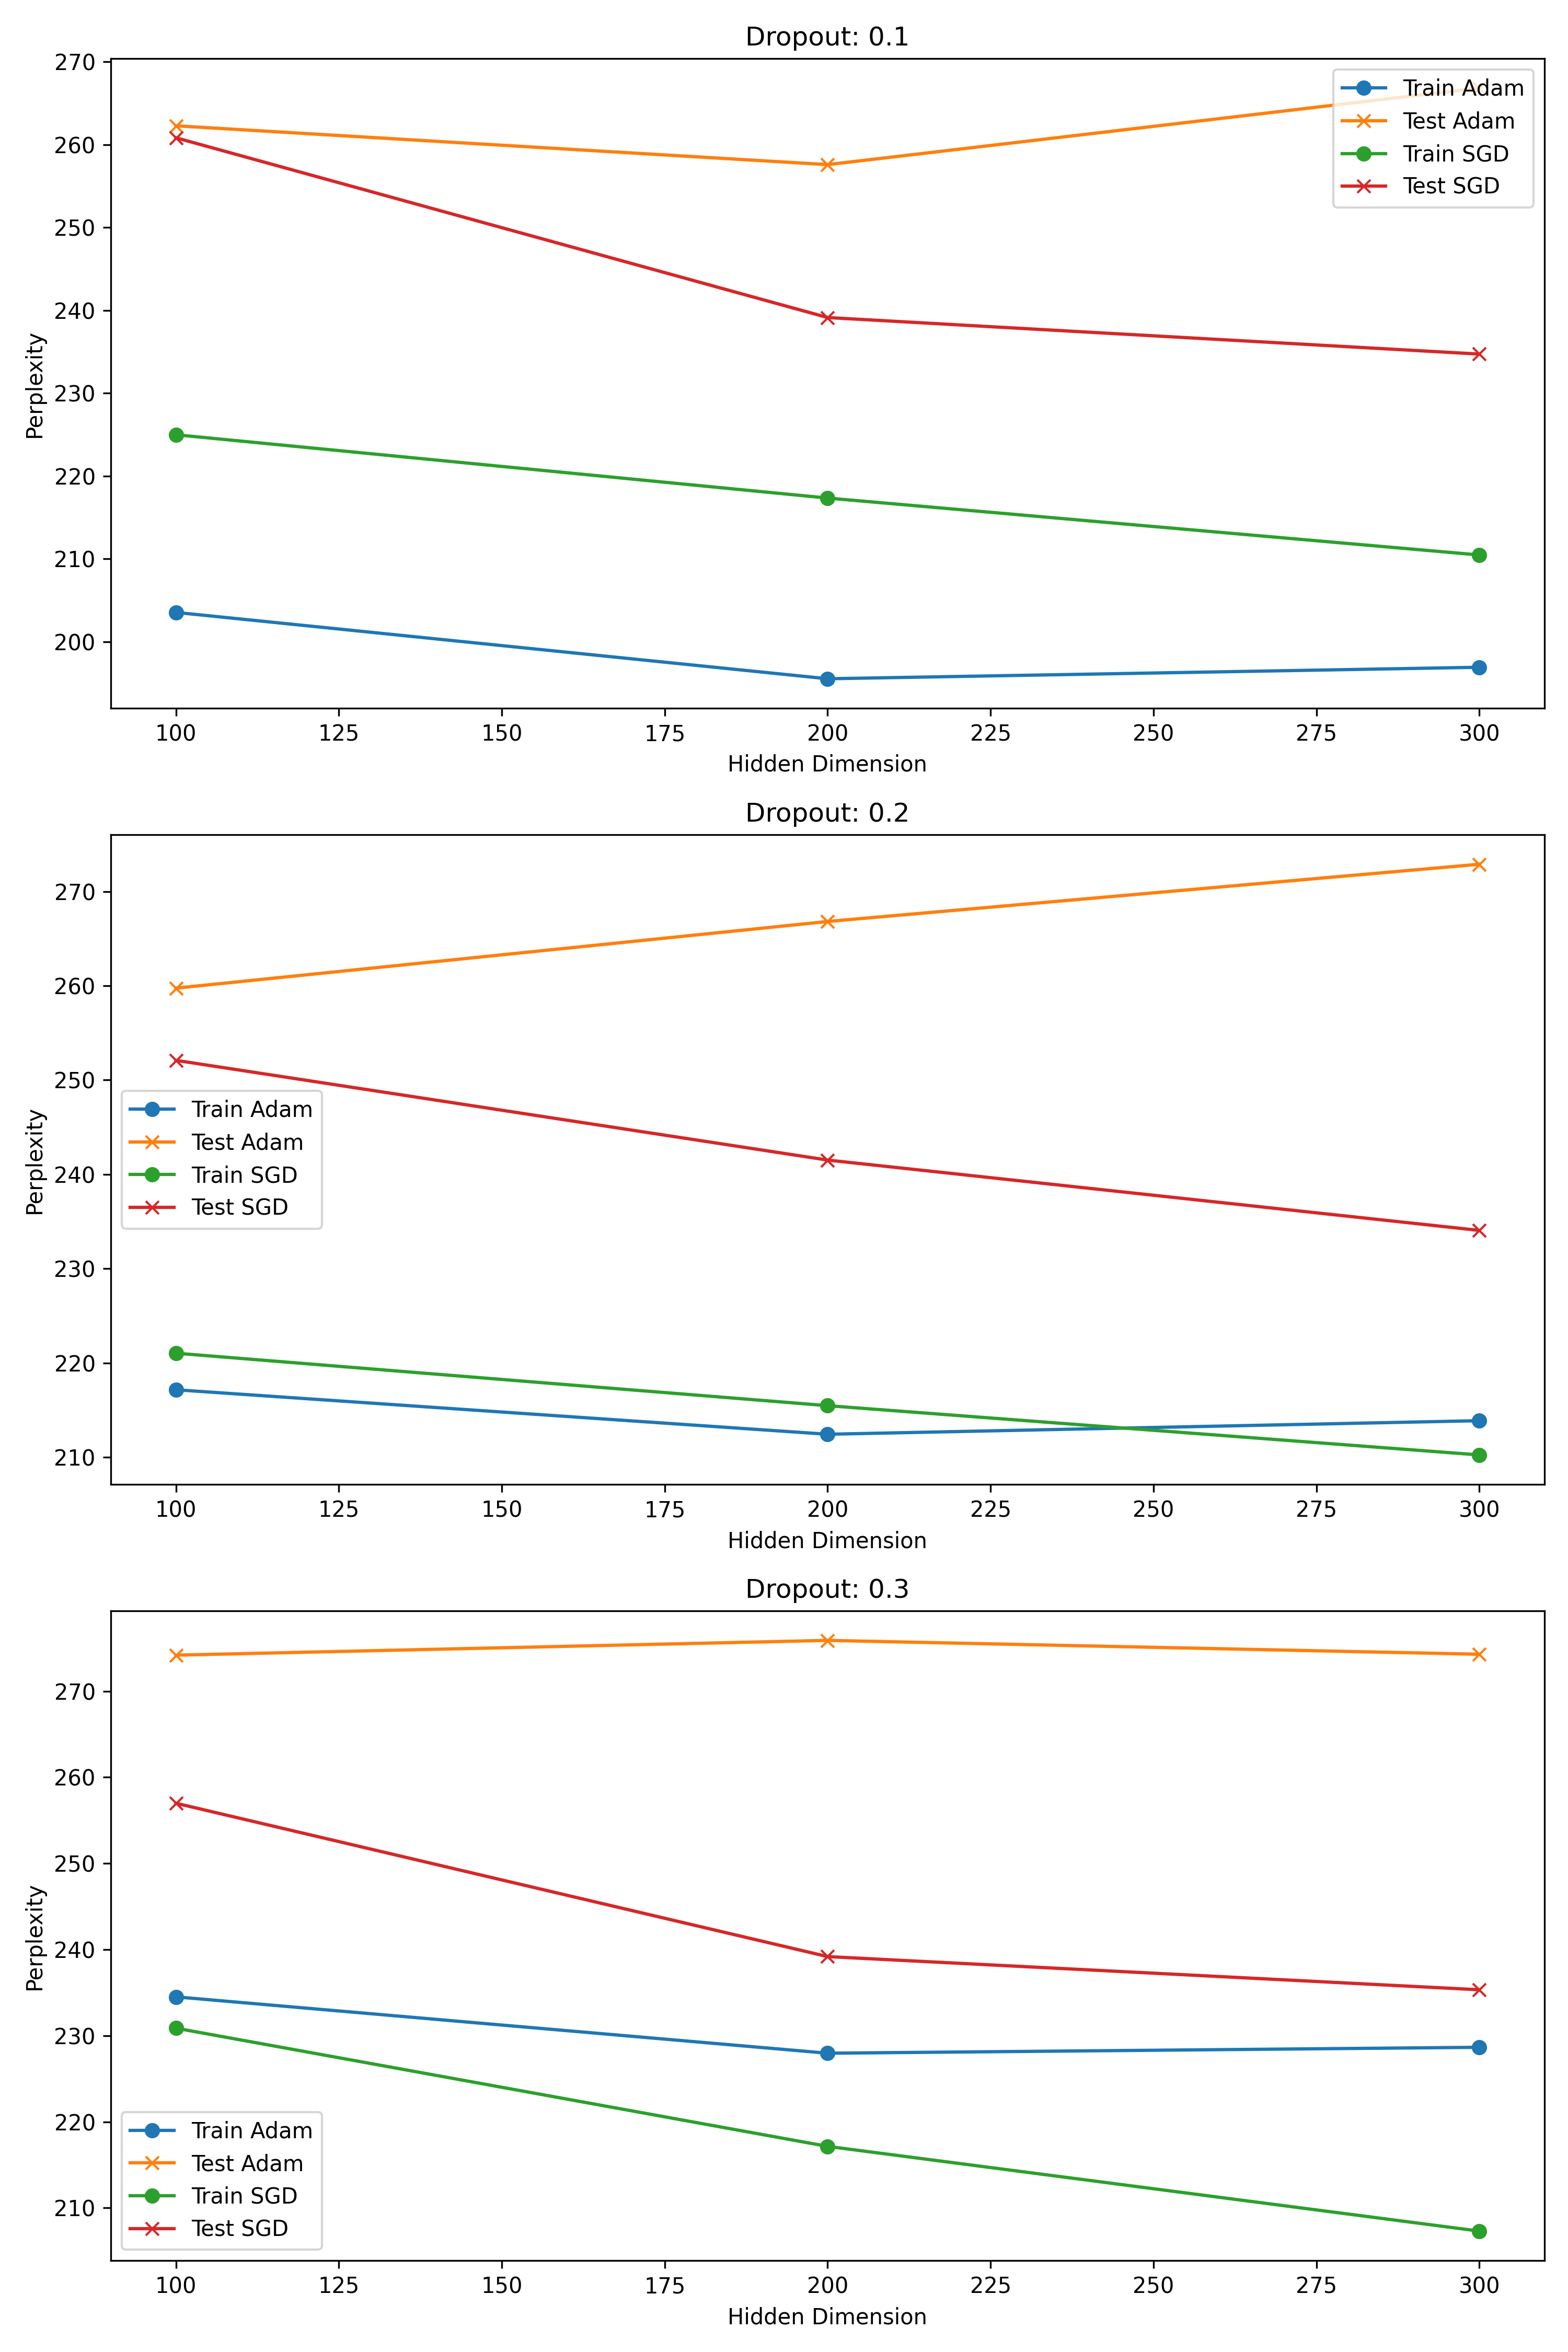 Dropout: 0.1
270
260
250
240
230
220
210
200
Perplexity
Train Adam
Test Adam
Train SGD
Test SGD
100 125 150 175 200 225 250 275 300
Hidden Dimension
Dropout: 0.2
270
260
250
240
230
220
210
Perplexity
Train Adam
Test Adam
Train SGD
Test SGD
100 125 150 175 200 225 250 275 300
Hidden Dimension
Dropout: 0.3
270
260
250
240
230
220
210
Perplexity
Train Adam
Test Adam
Train SGD
Test SGD
100 125 150 175 200 225 250 275 300
Hidden Dimension